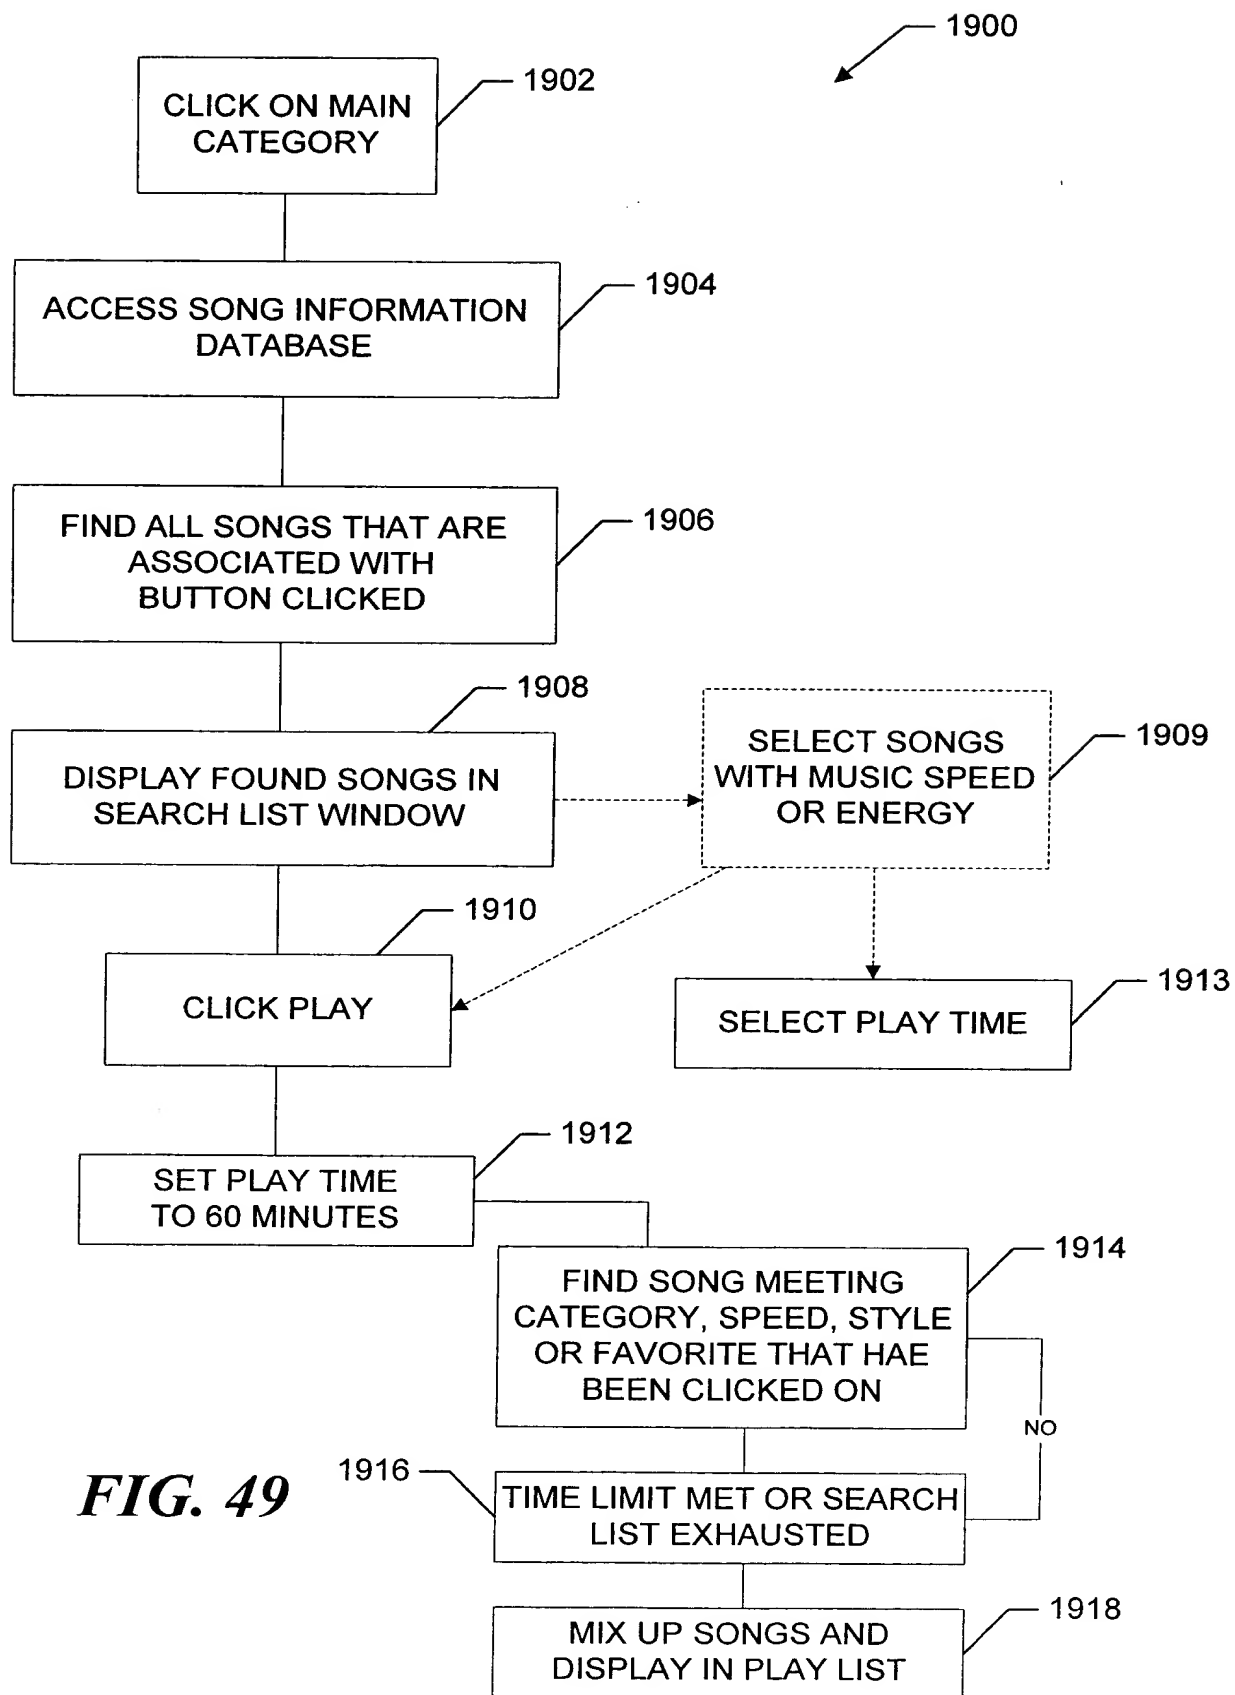 1900
1902
CLICK ON MAIN
CATEGORY
1904
ACCESS SONG INFORMATION
DATABASE
1906
FIND ALL SONGS THAT ARE
ASSOCIATED WITH
BUTTON CLICKED
1908
DISPLAY FOUND SONGS IN
SEARCH LIST WINDOW
1909
SELECT SONGS
WITH MUSIC SPEED
OR ENERGY
1910
CLICK PLAY
1913
SELECT PLAY TIME
1912
SET PLAY TIME
TO 60 MINUTES
1914
FIND SONG MEETING
CATEGORY, SPEED, STYLE
OR FAVORITE THAT HAE
BEEN CLICKED ON
NO
1916
TIME LIMIT MET OR SEARCH
LIST EXHAUSTED
1918
MIX UP SONGS AND
DISPLAY IN PLAY LIST
FIG. 49